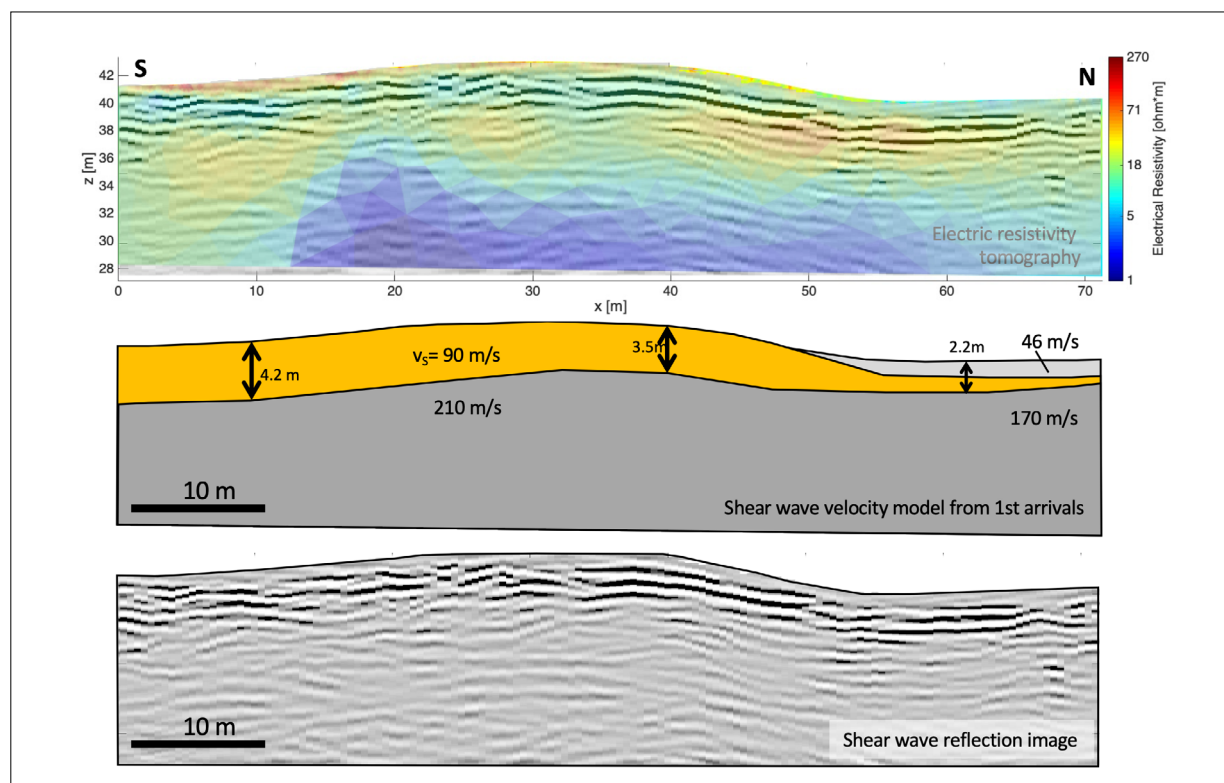 S
N
42
40
38
36
34
32
30
28
z [m]
0
10
20
30
40
50
60
70
x [m]
Electric resistivity
tomography
270
71
18
5
1
Electrical Resistivity [ohm*m]
4.2 m
vS= 90 m/s
3.5m
2.2m
46 m/s
210 m/s
170 m/s
10 m
Shear wave velocity model from 1st arrivals
10 m
Shear wave reflection image